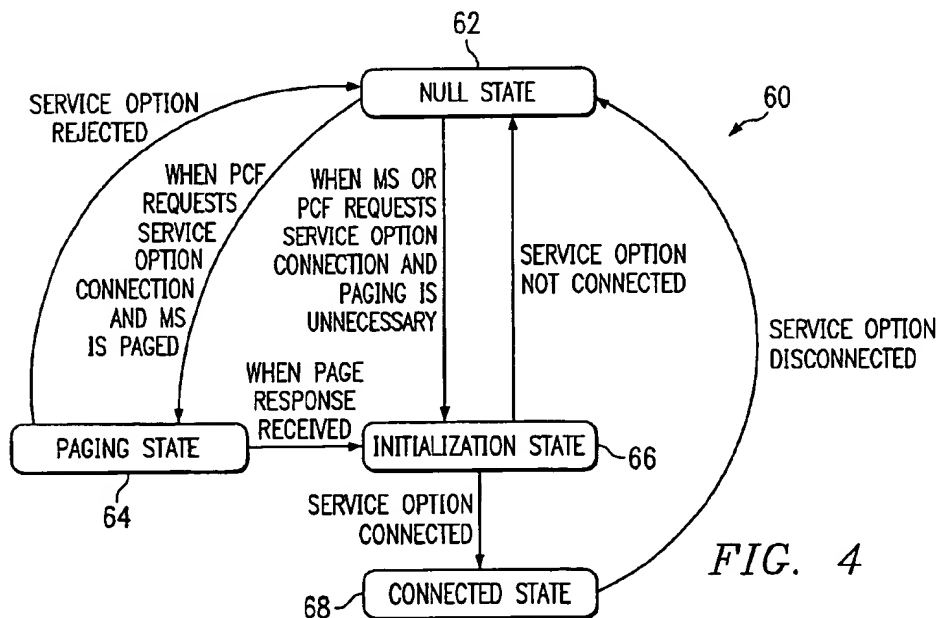 62
NULL STATE
60
SERVICE OPTION
REJECTED
WHEN PCF
REQUESTS
SERVICE
OPTION
CONNECTION
AND MS
IS PAGED
WHEN MS OR
PCF REQUESTS
SERVICE OPTION
CONNECTION AND
PAGING IS
UNNECESSARY
SERVICE OPTION
NOT CONNECTED
SERVICE OPTION
DISCONNECTED
WHEN PAGE
RESPONSE
RECEIVED
PAGING STATE
64
INITIALIZATION STATE
66
SERVICE OPTION
CONNECTED
CONNECTED STATE
68
FIG. 4